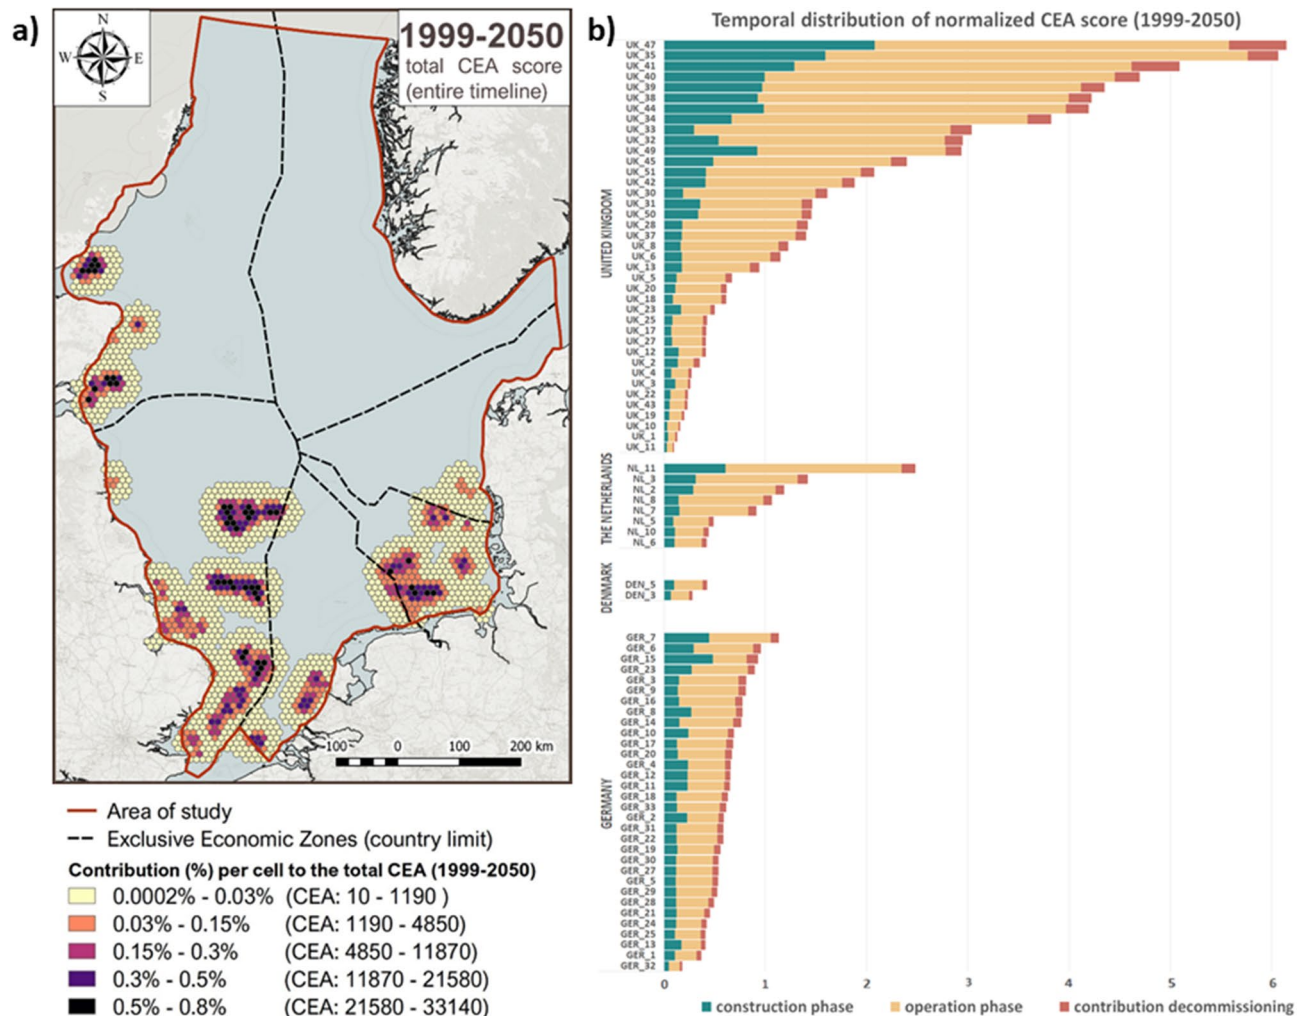 a)
N
W
E
S
1999-2050
total CEA score
(entire timeline)
-100
0
100
200 km
Area of study
Exclusive Economic Zones (country limit)
Contribution (%) per cell to the total CEA (1999-2050)
0.0002% - 0.03% (CEA: 10 - 1190 )
0.03% - 0.15% (CEA: 1190 - 4850)
0.15% - 0.3% (CEA: 4850 - 11870)
0.3% - 0.5% (CEA: 11870 - 21580)
0.5% - 0.8% (CEA: 21580 - 33140)
b)
Temporal distribution of normalized CEA score (1999-2050)
UNITED KINGDOM
UK_47
UK_35
UK_41
UK_40
UK_39
UK_38
UK_44
UK_34
UK_33
UK_32
UK_49
UK_45
UK_51
UK_42
UK_30
UK_31
UK_50
UK_28
UK_37
UK_8
UK_6
UK_13
UK_5
UK_20
UK_18
UK_23
UK_25
UK_17
UK_27
UK_12
UK_2
UK_4
UK_3
UK_22
UK_43
UK_19
UK_10
UK_1
UK_11
THE NETHERLANDS
NL_11
NL_3
NL_2
NL_8
NL_7
NL_5
NL_10
NL_6
DENMARK
DEN_5
DEN_3
GERMANY
GER_7
GER_6
GER_15
GER_23
GER_3
GER_9
GER_16
GER_8
GER_14
GER_10
GER_17
GER_20
GER_4
GER_12
GER_11
GER_18
GER_33
GER_2
GER_31
GER_22
GER_19
GER_30
GER_27
GER_5
GER_29
GER_28
GER_21
GER_24
GER_25
GER_13
GER_1
GER_32
0 1 2 3 4 5 6
construction phase operation phase contribution decommissioning